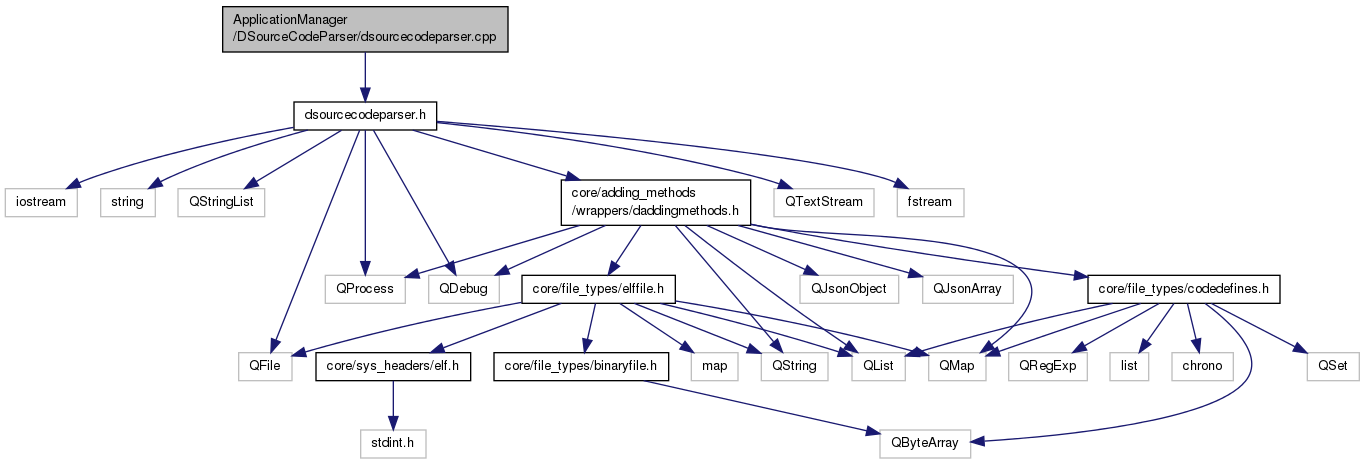 ApplicationManager
/DSourceCodeParser/dsourcecodeparser.cpp
dsourcecodeparser.h
iostream
string
QStringList
core/adding_methods
/wrappers/daddingmethods.h
QTextStream
fstream
QProcess
QDebug
core/file_types/elffile.h
QJsonObject
QJsonArray
core/file_types/codedefines.h
QFile
core/sys_headers/elf.h
core/file_types/binaryfile.h
map
QString
QList
QMap
QRegExp
list
chrono
QSet
stdint.h
QByteArray